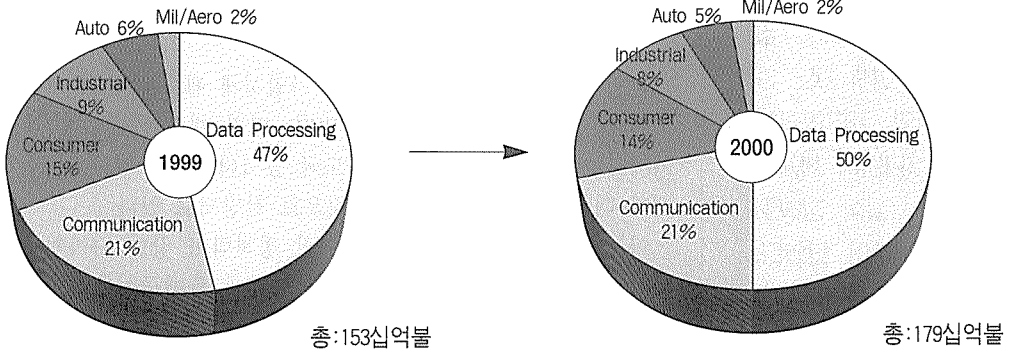 Auto 6%
Mil/Aero 2%
Industrial
9%
Consumer
15%
1999
Data Processing
47%
Communication
21%
총:153십억불
Auto 5%
Mil/Aero 2%
Industrial
8%
Consumer
14%
2000
Data Processing
50%
Communication
21%
총:179십억불